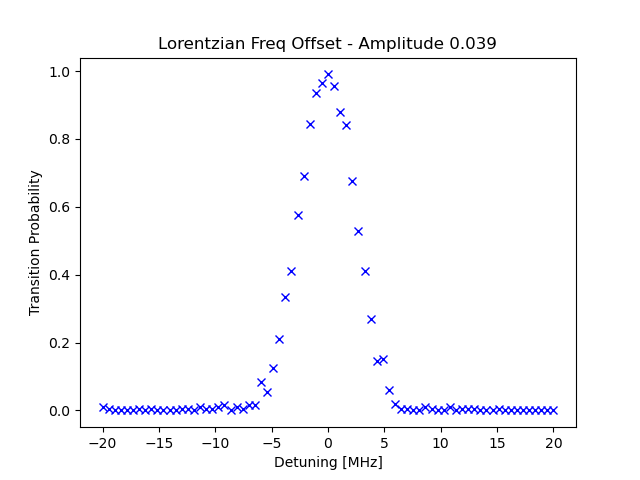 Lorentzian Freq Offset - Amplitude 0.039
Transition Probability
1.0
0.8
0.6
0.4
0.2
0.0
−20 −15 −10 −5 0 5 10 15 20
Detuning [MHz]